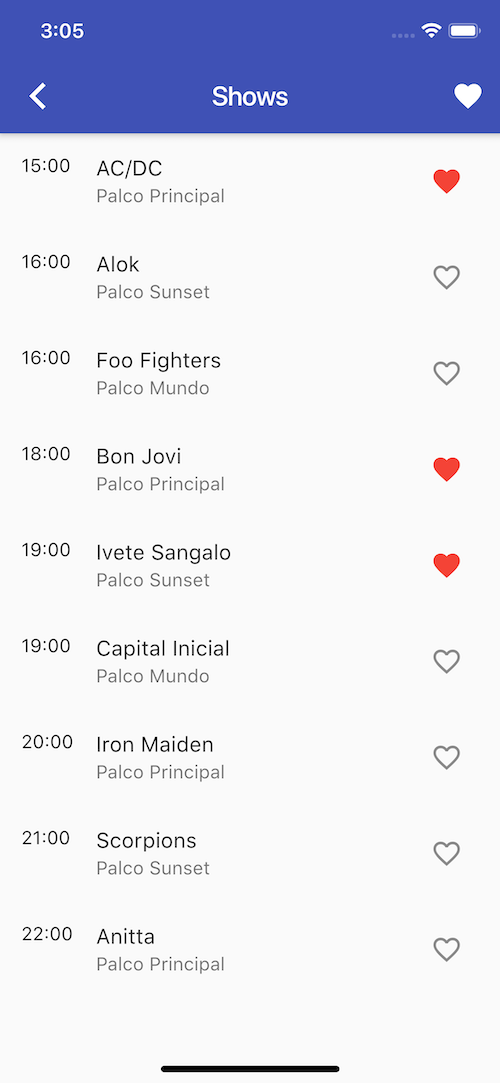 3:05
Shows
15:00
AC/DC
Palco Principal
16:00
Alok
Palco Sunset
16:00
Foo Fighters
Palco Mundo
18:00
Bon Jovi
Palco Principal
19:00
Ivete Sangalo
Palco Sunset
19:00
Capital Inicial
Palco Mundo
20:00
Iron Maiden
Palco Principal
21:00
Scorpions
Palco Sunset
22:00
Anitta
Palco Principal